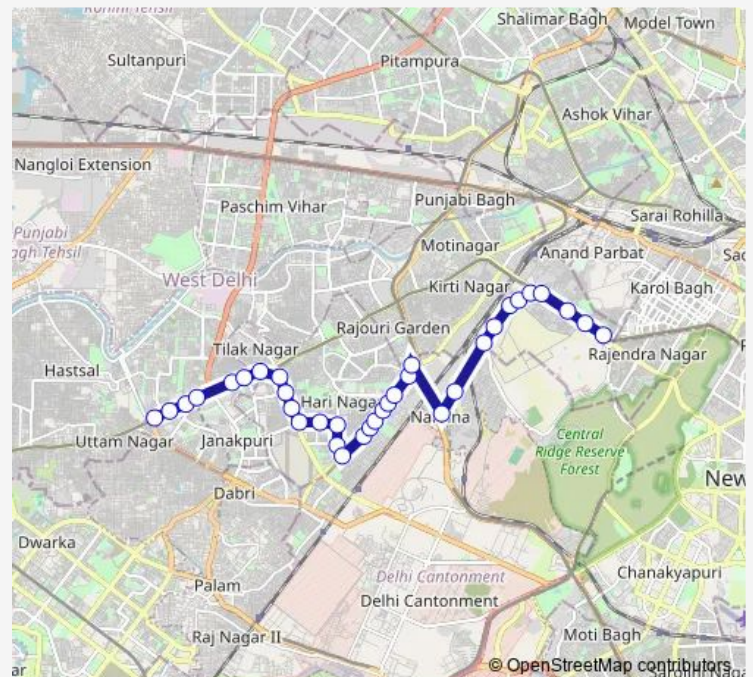 Shalimar Bagh
Model Town
Sultanpuri
Pitampura
Ashok Vihar
Nangloi Extension
Punjabi Bagh
Paschim Vihar
Sarai Rohilla
Punjabi
Motinagar
Anand Parbat
West Delhi
Kirti Nagar
Karol Bagh
Rajouri Garden
Tilak Nagar
Rajendra Nagar
Hastsal
Hari Naga
Uttam Nagar
Janakpuri
Central
Ridge Reserve
Forest
New
Dabri
Dwarka
Delhi Cantonment
Chanakyapuri
Palam
Delhi Cantonment
Raj Nagar II
Moti Bagh
© OpenStreetMap contributors